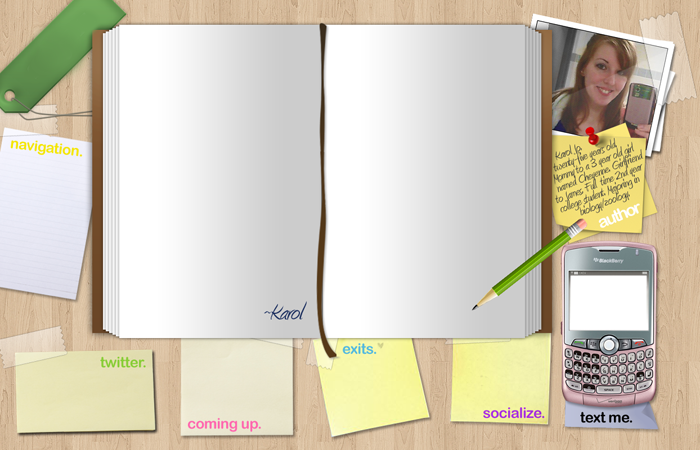 navigation.
Karol Jo.
twenty-five years old
Mommy to a 3 year old girl
named Cheyenne. Girlfriend
to James. Full time 2nd year
college student. Majoring in
biology/zoology.
author
BlackBerry
~Karol
twitter.
coming up.
exits.♥
socialize.
text me.